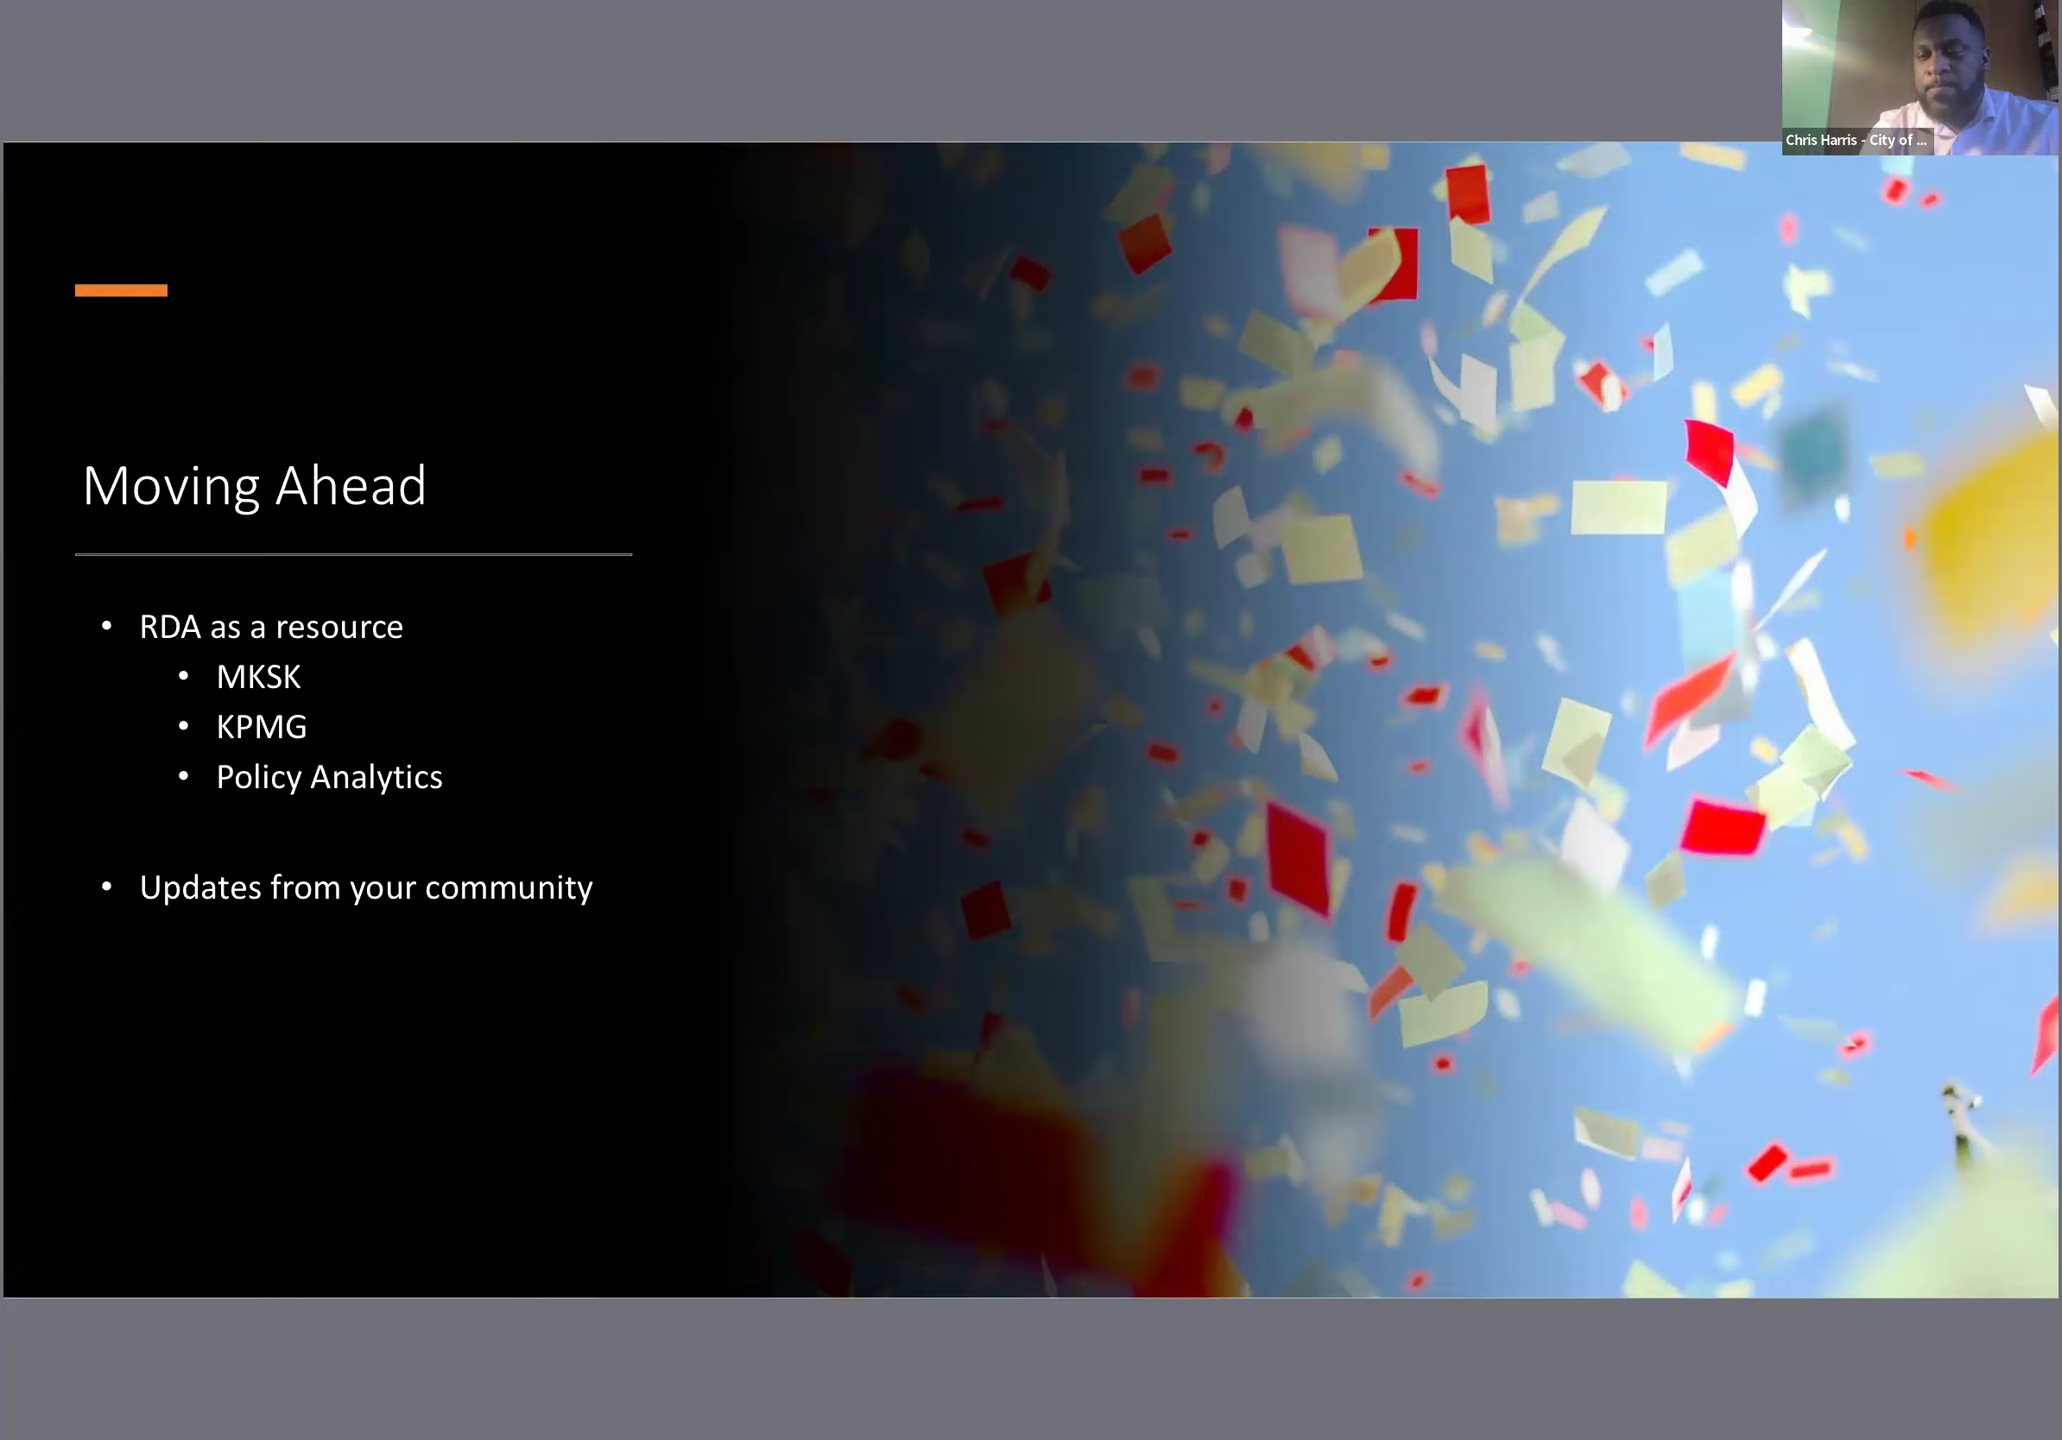 Chris Harris - City of ...
Moving Ahead
• RDA as a resource
• MKSK
• KPMG
• Policy Analytics
• Updates from your community